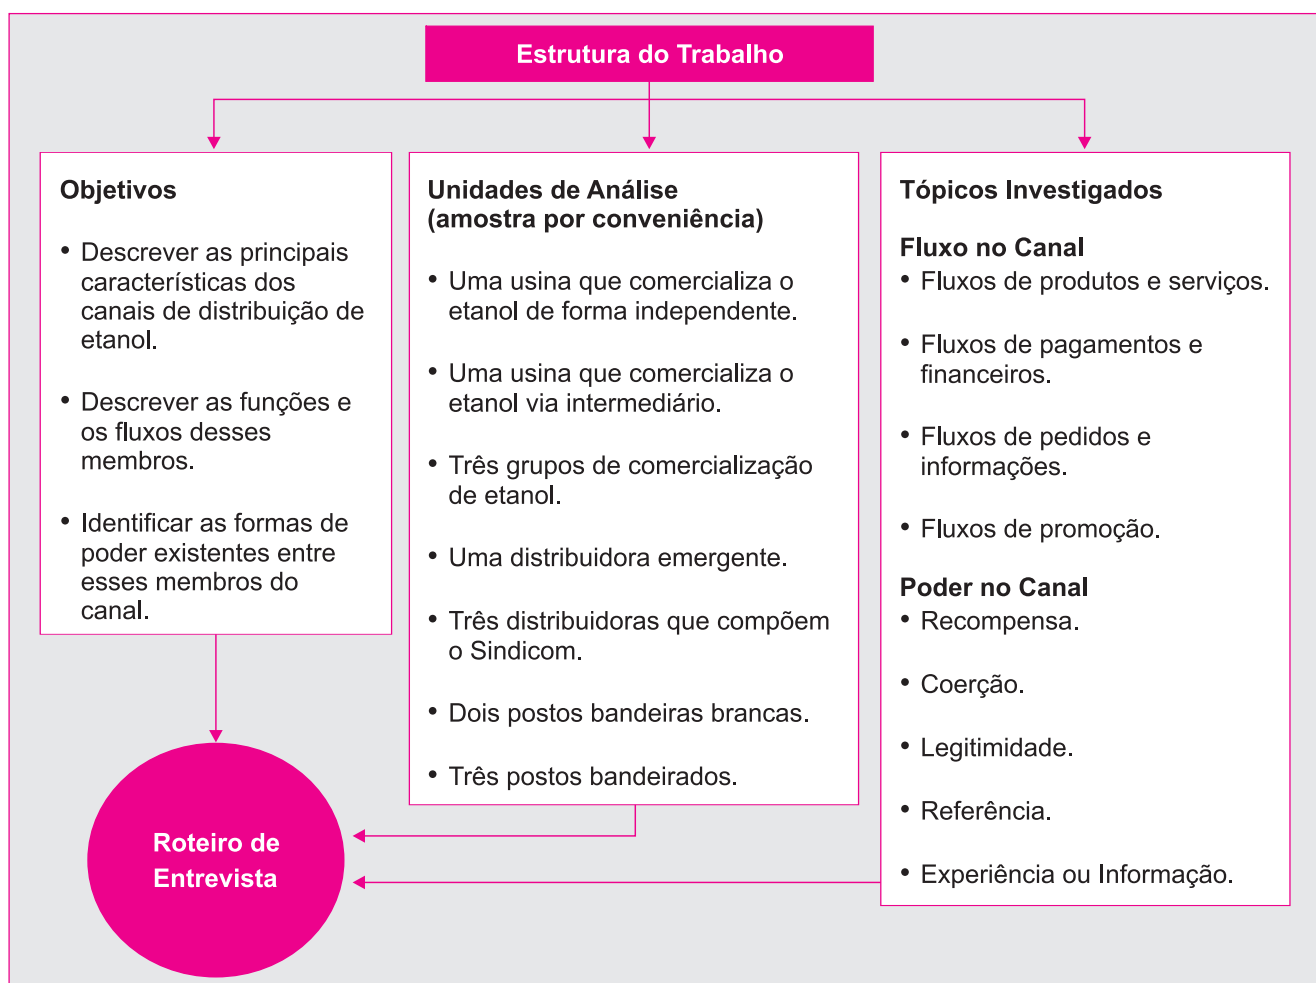 Estrutura do Trabalho
Objetivos
• Descrever as principais
características dos
canais de distribuição de
etanol.
• Descrever as funções e
os fluxos desses
membros.
• Identificar as formas de
poder existentes entre
esses membros do
canal.
Unidades de Análise
(amostra por conveniência)
• Uma usina que comercializa o
etanol de forma independente.
• Uma usina que comercializa o
etanol via intermediário.
• Três grupos de comercialização
de etanol.
• Uma distribuidora emergente.
• Três distribuidoras que compõem
o Sindicom.
• Dois postos bandeiras brancas.
• Três postos bandeirados.
Tópicos Investigados
Fluxo no Canal
• Fluxos de produtos e serviços.
• Fluxos de pagamentos e
financeiros.
• Fluxos de pedidos e
informações.
• Fluxos de promoção.
Poder no Canal
• Recompensa.
• Coerção.
• Legitimidade.
• Referência.
• Experiência ou Informação.
Roteiro de
Entrevista